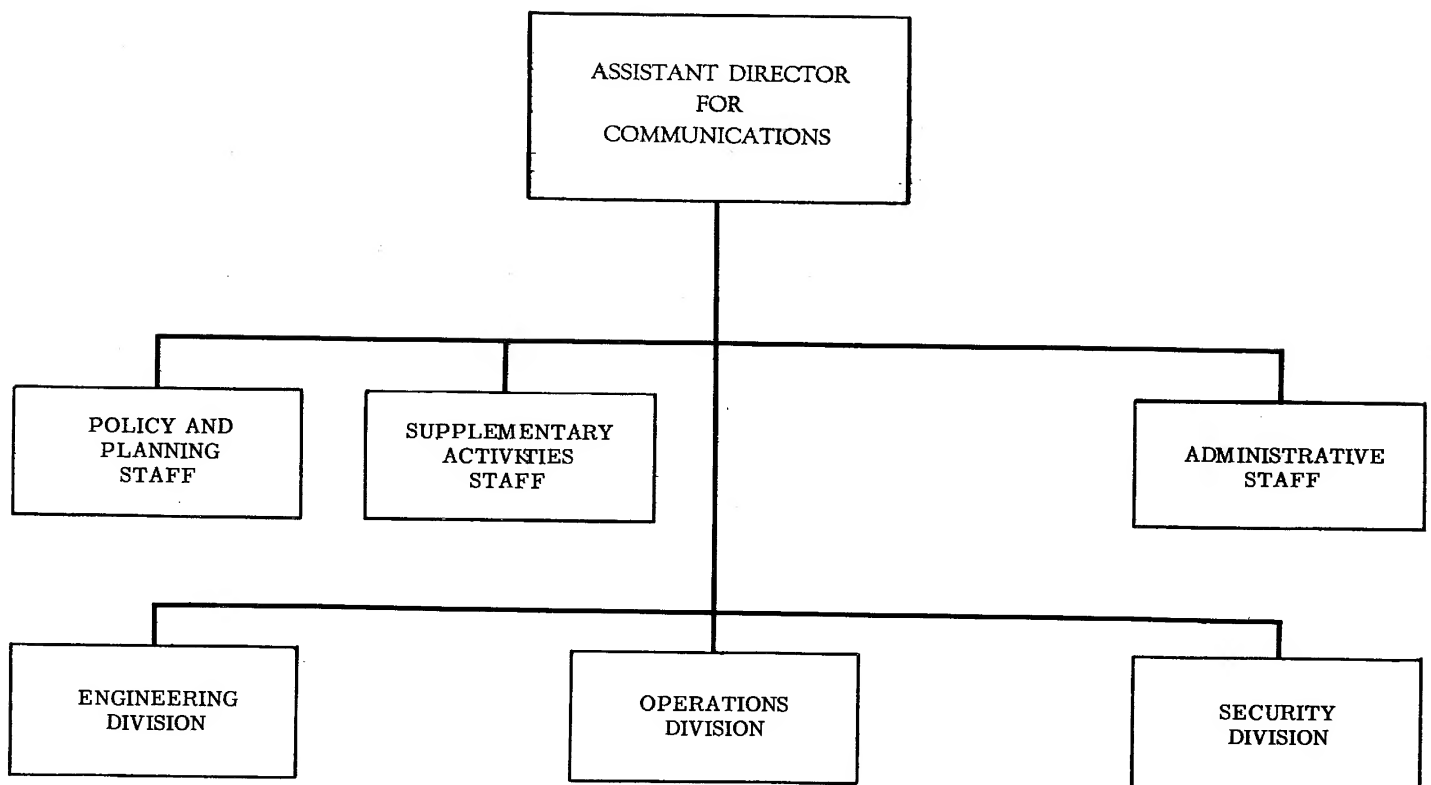 ASSISTANT DIRECTOR
FOR
COMMUNICATIONS
POLICY AND
PLANNING
STAFF
SUPPLEMENTARY
ACTIVITIES
STAFF
ADMINISTRATIVE
STAFF
ENGINEERING
DIVISION
OPERATIONS
DIVISION
SECURITY
DIVISION